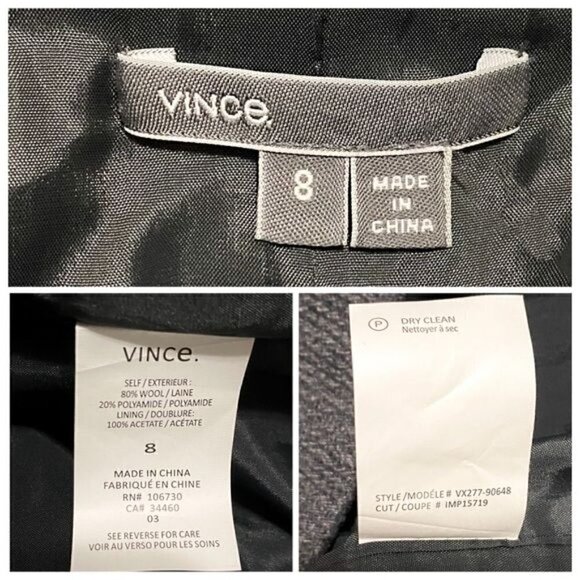 VINCE.
8
MADE
IN
CHINA
VINCE.
SELF / EXTERIEUR :
80% WOOL / LAINE
20% POLYAMIDE / POLYAMIDE
LINING / DOUBLURE:
100% ACETATE / ACÉTATE
8
MADE IN CHINA
FABRIQUÉ EN CHINE
RN# 106730
CA# 34460
03
SEE REVERSE FOR CARE
VOIR AU VERSO POUR LES SOINS
P DRY CLEAN
Nettoyer à sec
STYLE / MODÉLE # VX277-90648
CUT / COUPE # IMP15719